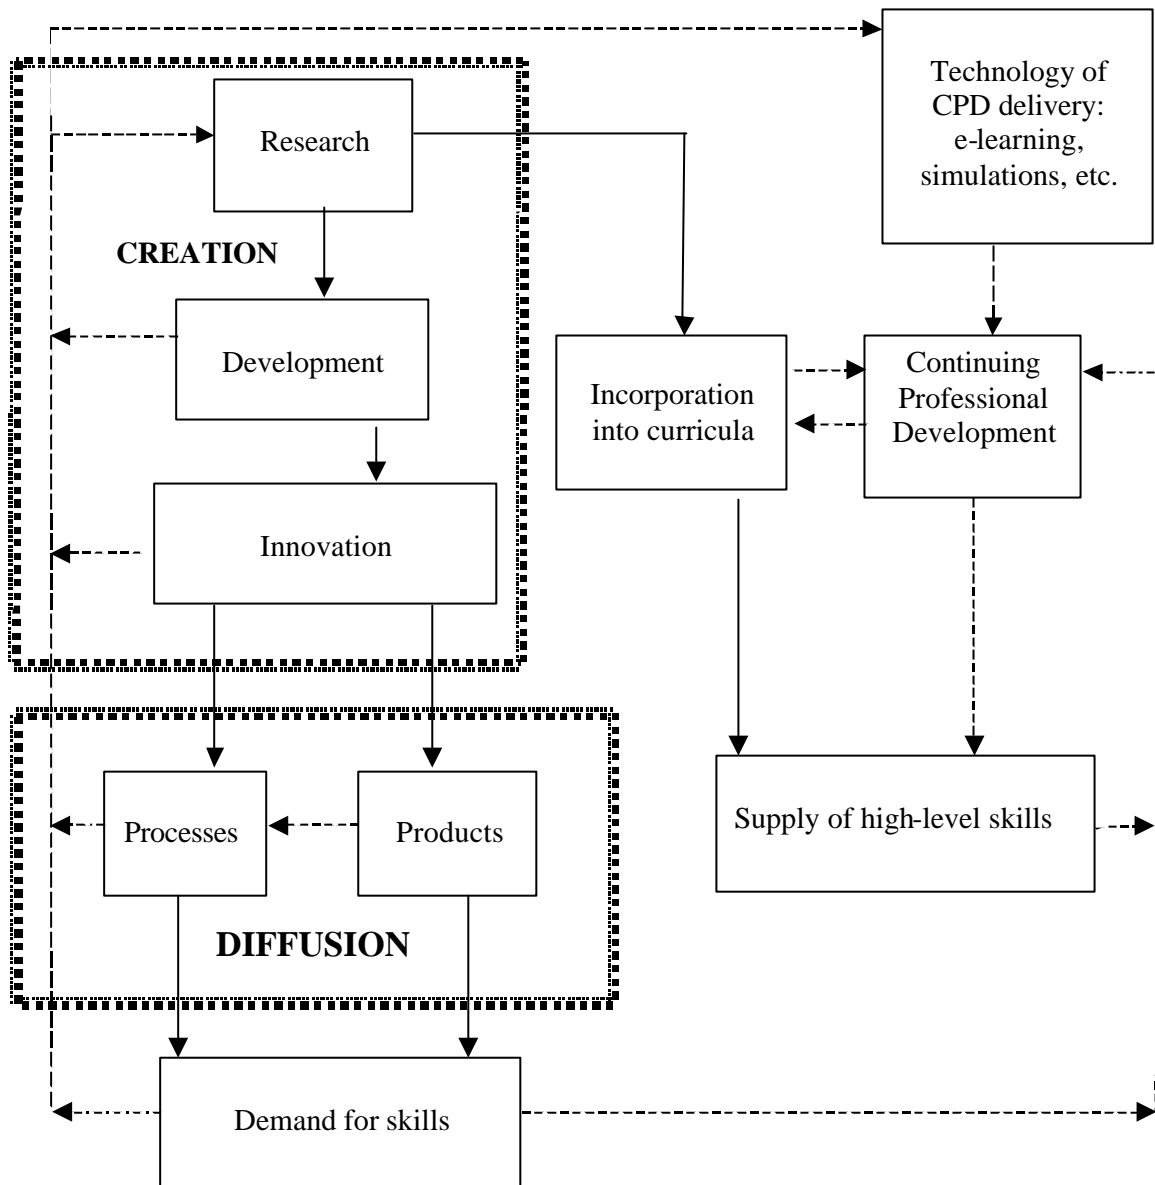 Technology of
CPD delivery:
e-learning,
simulations, etc.
Research
CREATION
Development
Incorporation
into curricula
Continuing
Professional
Development
Innovation
Processes
Products
Supply of high-level skills
DIFFUSION
Demand for skills